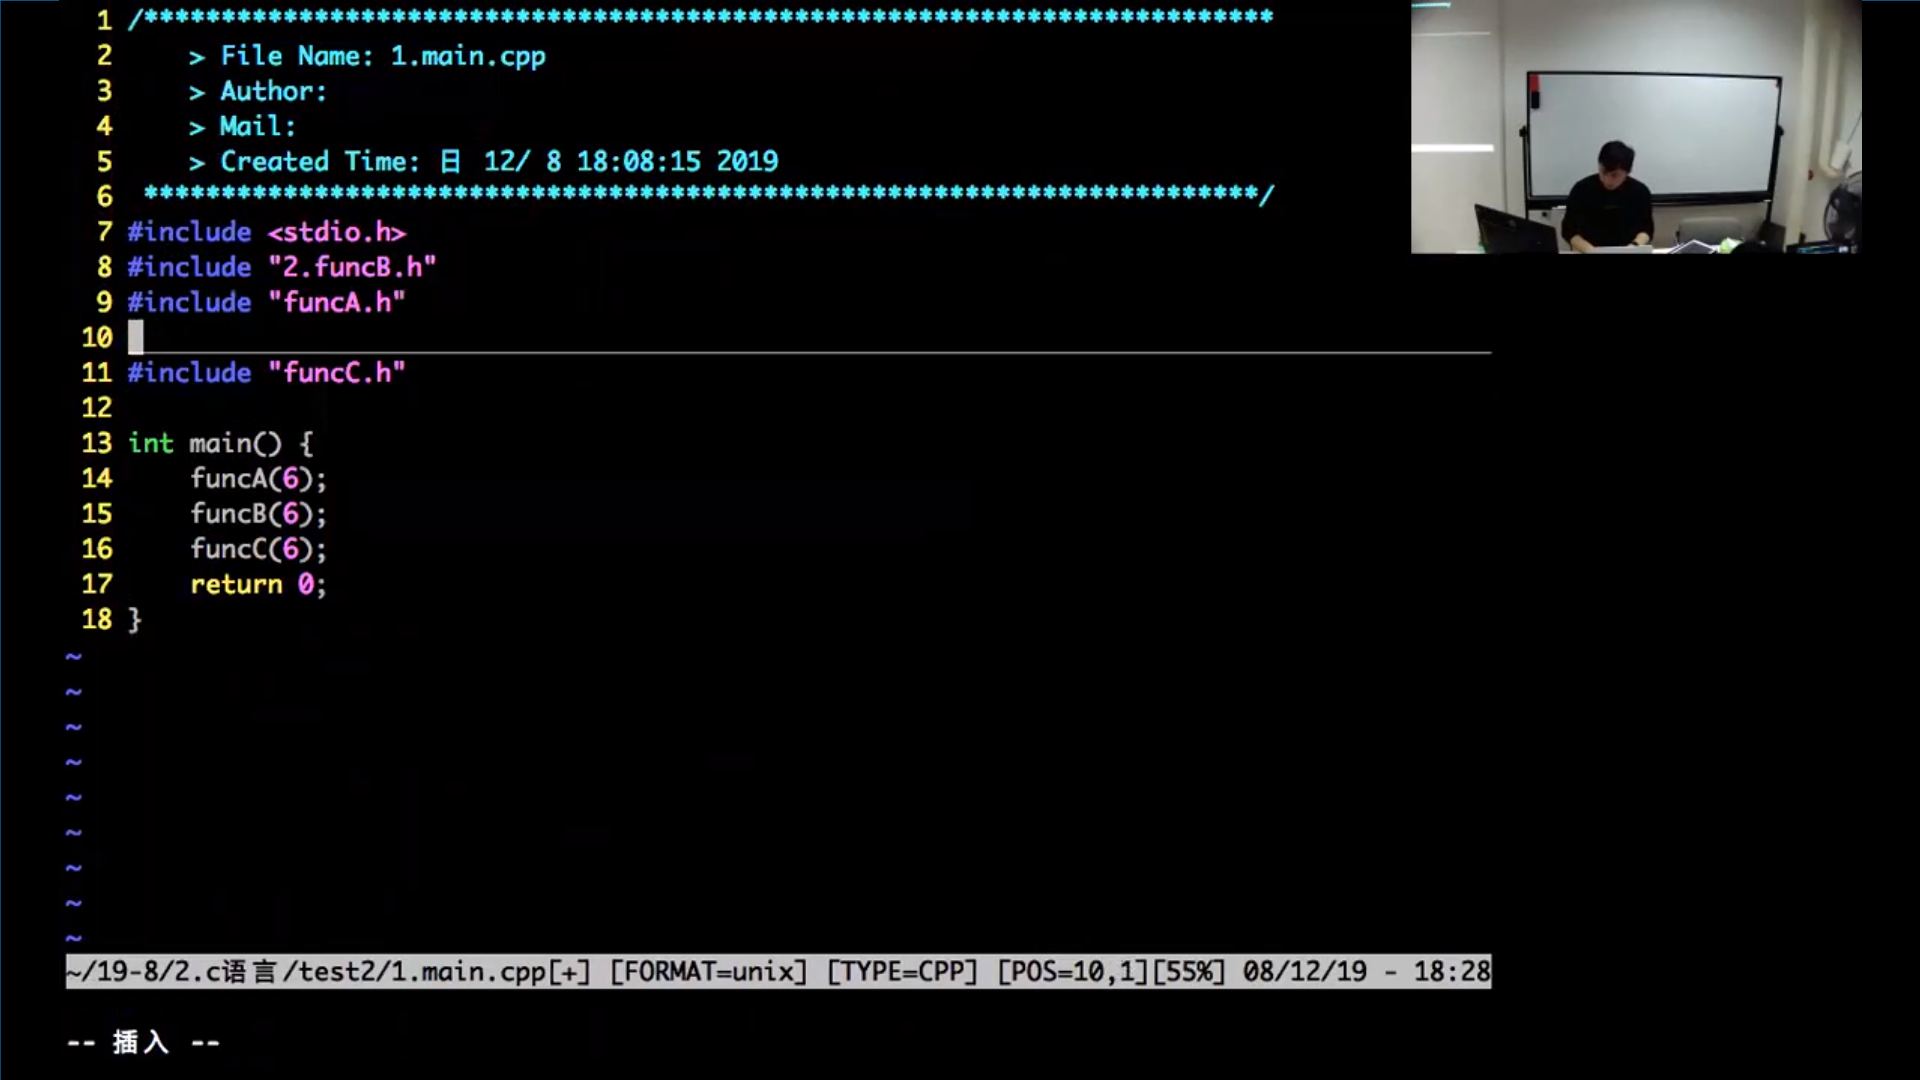 1 /*************************************************************************
2     > File Name: 1.main.cpp
3     > Author:
4     > Mail:
5     > Created Time: 日 12/ 8 18:08:15 2019
6  ************************************************************************/
7 #include <stdio.h>
8 #include "2.funcB.h"
9 #include "funcA.h"
10
11 #include "funcC.h"
12
13 int main() {
14     funcA(6);
15     funcB(6);
16     funcC(6);
17     return 0;
18 }
~
~
~
~
~
~
~
~
~
~/19-8/2.c语言/test2/1.main.cpp[+] [FORMAT=unix] [TYPE=CPP] [POS=10,1][55%] 08/12/19 - 18:28
-- 插入 --